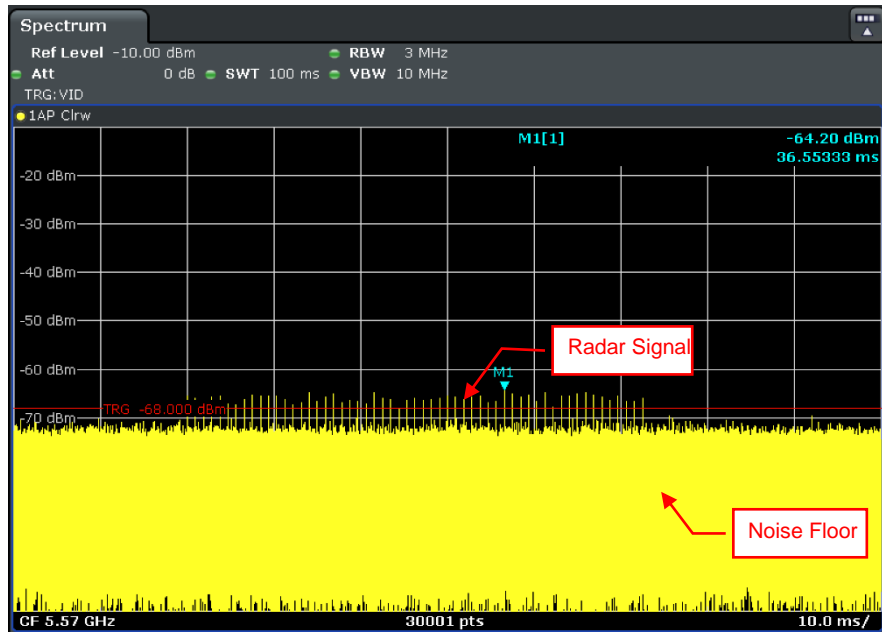 Spectrum
Ref Level -10.00 dBm RBW 3 MHz
Att 0 dB SWT 100 ms VBW 10 MHz
TRG:VID
1AP Clrw
M1[1] -64.20 dBm
36.55333 ms
-20 dBm
-30 dBm
-40 dBm
-50 dBm
Radar Signal
-60 dBm
M1
TRG -68.000 dBm
-70 dBm
Noise Floor
CF 5.57 GHz 30001 pts 10.0 ms/